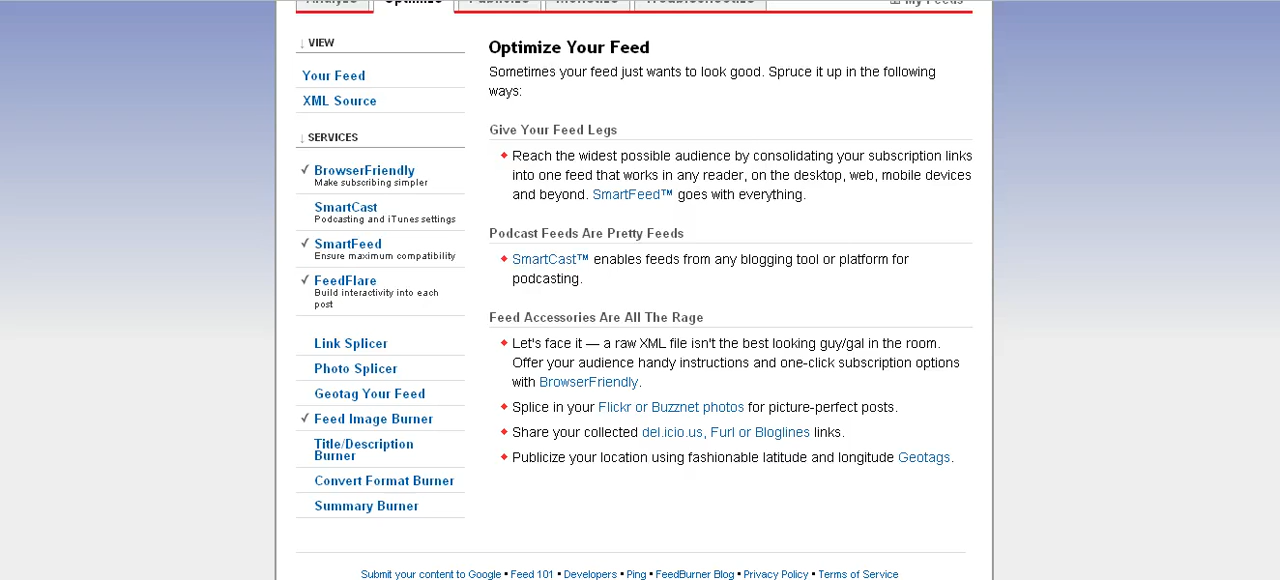 Analyze Optimize Publicize Monetize Troubleshootize My Feeds
↓ VIEW
Your Feed
XML Source
↓ SERVICES
✓ BrowserFriendly
Make subscribing simpler
SmartCast
Podcasting and iTunes settings
✓ SmartFeed
Ensure maximum compatibility
✓ FeedFlare
Build interactivity into each
post
Link Splicer
Photo Splicer
Geotag Your Feed
✓ Feed Image Burner
Title/Description
Burner
Convert Format Burner
Summary Burner
Optimize Your Feed
Sometimes your feed just wants to look good. Spruce it up in the following
ways:
Give Your Feed Legs
Reach the widest possible audience by consolidating your subscription links
into one feed that works in any reader, on the desktop, web, mobile devices
and beyond. SmartFeed™ goes with everything.
Podcast Feeds Are Pretty Feeds
SmartCast™ enables feeds from any blogging tool or platform for
podcasting.
Feed Accessories Are All The Rage
Let's face it — a raw XML file isn't the best looking guy/gal in the room.
Offer your audience handy instructions and one-click subscription options
with BrowserFriendly.
Splice in your Flickr or Buzznet photos for picture-perfect posts.
Share your collected del.icio.us, Furl or Bloglines links.
Publicize your location using fashionable latitude and longitude Geotags.
Submit your content to Google • Feed 101 • Developers • Ping • FeedBurner Blog • Privacy Policy • Terms of Service